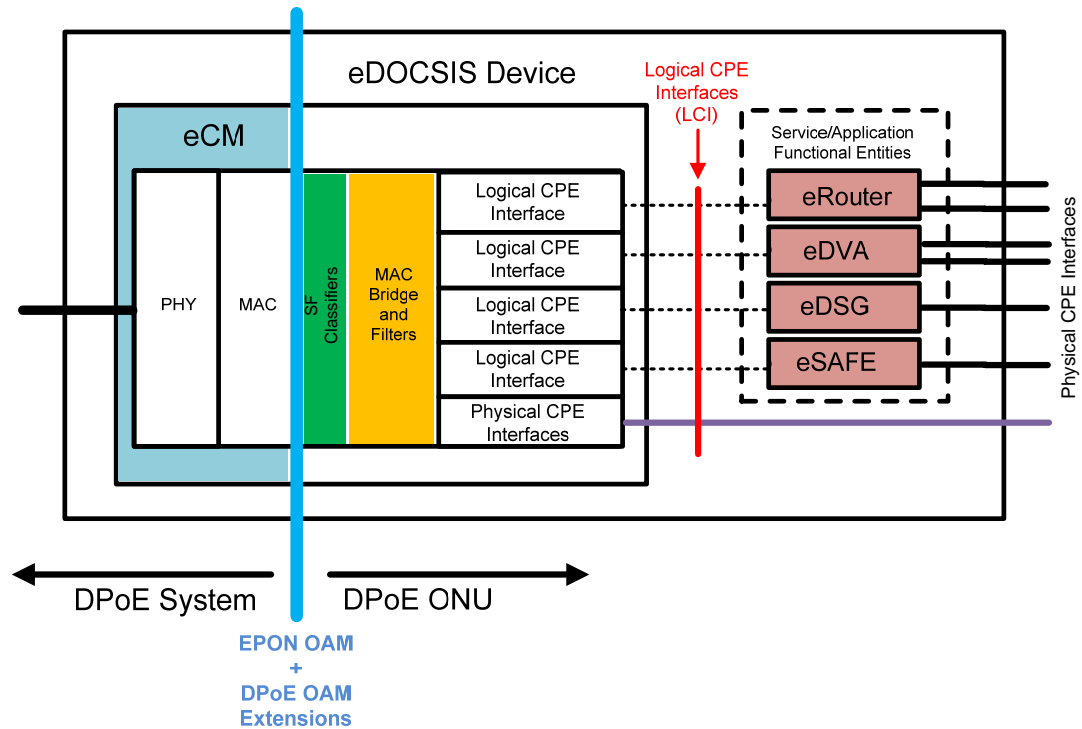 eDOCSIS Device
eCM
Logical CPE
Interfaces
(LCI)
Service/Application
Functional Entities
PHY
MAC
SF
Classifiers
MAC
Bridge
and
Filters
Logical CPE
Interface
Logical CPE
Interface
Logical CPE
Interface
Logical CPE
Interface
Physical CPE
Interfaces
eRouter
eDVA
eDSG
eSAFE
Physical CPE Interfaces
DPoE System
DPoE ONU
EPON OAM
+
DPoE OAM
Extensions